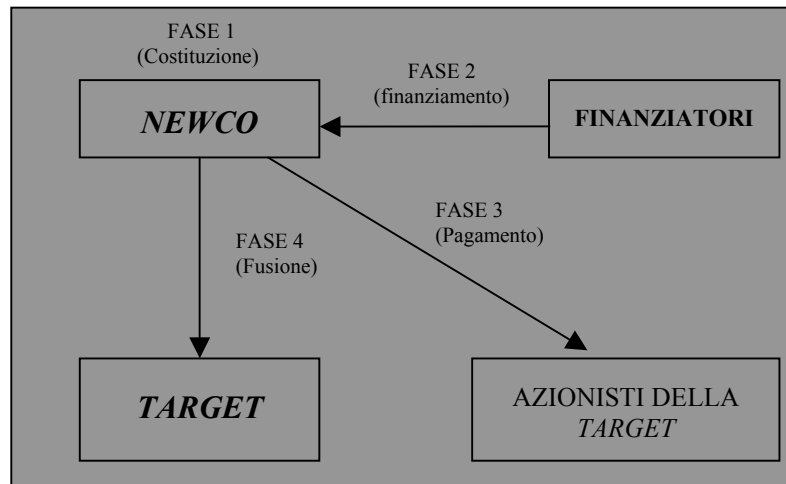 FASE 1
(Costituzione)
FASE 2
(finanziamento)
NEWCO
FINANZIATORI
FASE 3
(Pagamento)
FASE 4
(Fusione)
TARGET
AZIONISTI DELLA
TARGET